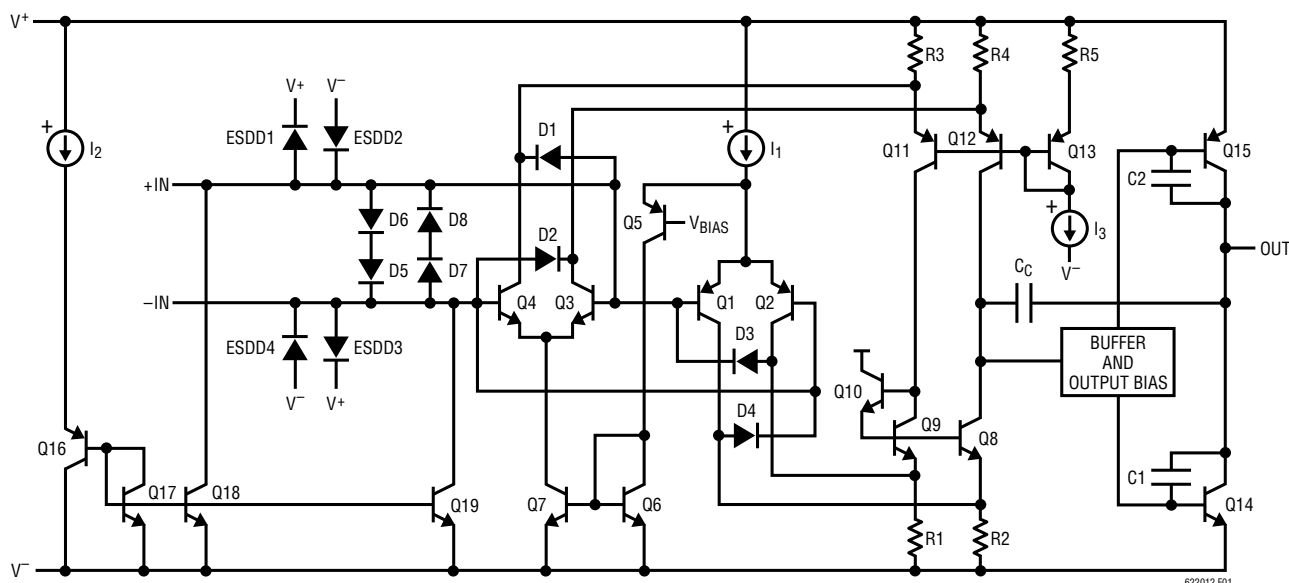 V+
R3
R4
R5
V+
V−
+
I2
ESDD1
ESDD2
D1
+
I1
Q11
Q12
Q13
Q15
C2
+IN
D6
D8
Q5
VBIAS
+
I3
V−
OUT
D2
D5
D7
−IN
Q4
Q3
Q1
Q2
CC
ESDD4
ESDD3
D3
BUFFER
AND
OUTPUT BIAS
V−
V+
Q10
D4
Q9
Q8
Q16
Q17
Q18
Q19
Q7
Q6
C1
Q14
R1
R2
V−
622012 F01